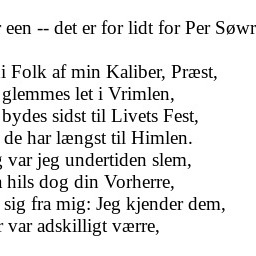 een -- det er for lidt for Per Søwr
i Folk af min Kaliber, Præst,
glemmes let i Vrimlen,
bydes sidst til Livets Fest,
de har længst til Himlen.
var jeg undertiden slem,
hils dog din Vorherre,
sig fra mig: Jeg kjender dem,
var adskilligt værre,